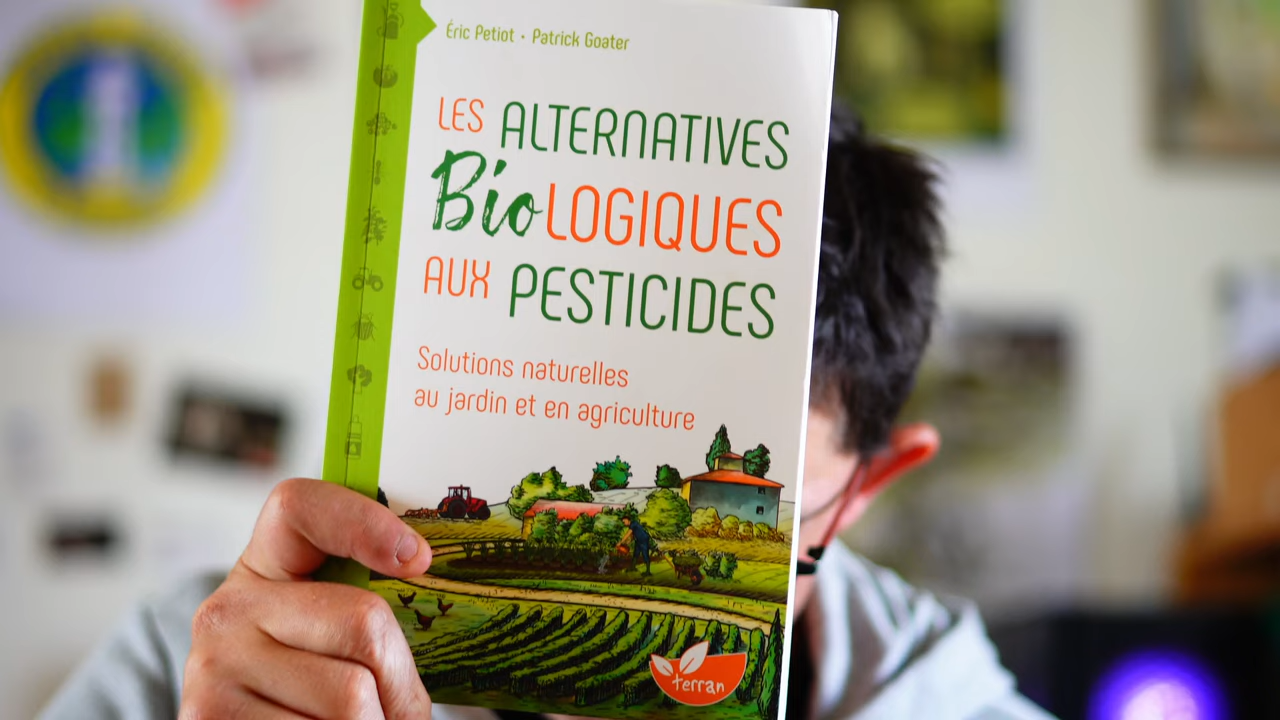 Éric Petiot • Patrick Goater
LES ALTERNATIVES
BioLOGIQUES
AUX PESTICIDES
Solutions naturelles
au jardin et en agriculture
terran